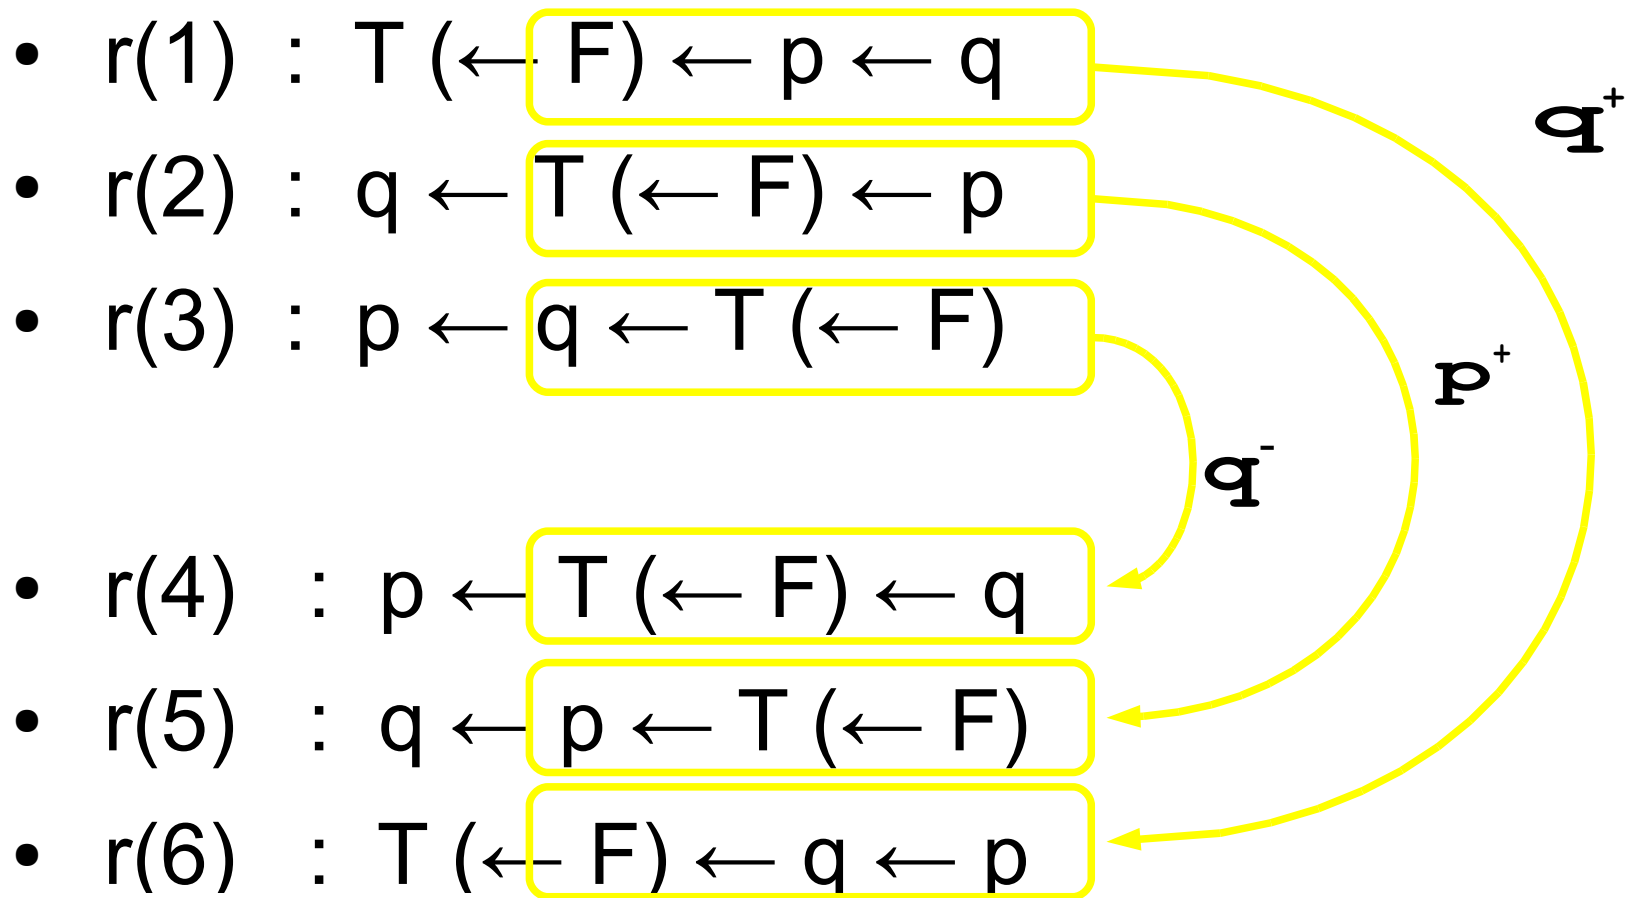 • r(1) : T (← F) ← p ← q
q⁺
• r(2) : q ← T (← F) ← p
• r(3) : p ← q ← T (← F)
p⁺
q⁻
• r(4) : p ← T (← F) ← q
• r(5) : q ← p ← T (← F)
• r(6) : T (← F) ← q ← p